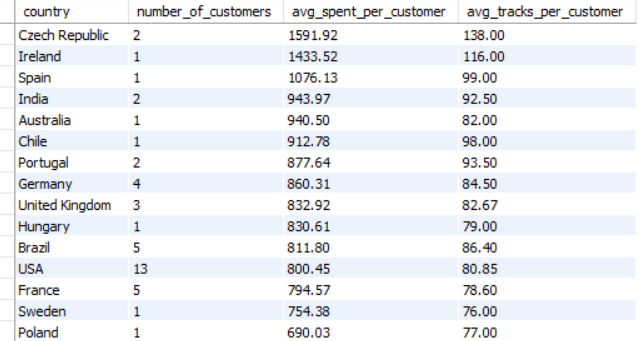 country number_of_customers avg_spent_per_customer avg_tracks_per_customer
Czech Republic 2 1591.92 138.00
Ireland 1 1433.52 116.00
Spain 1 1076.13 99.00
India 2 943.97 92.50
Australia 1 940.50 82.00
Chile 1 912.78 98.00
Portugal 2 877.64 93.50
Germany 4 860.31 84.50
United Kingdom 3 832.92 82.67
Hungary 1 830.61 79.00
Brazil 5 811.80 86.40
USA 13 800.45 80.85
France 5 794.57 78.60
Sweden 1 754.38 76.00
Poland 1 690.03 77.00